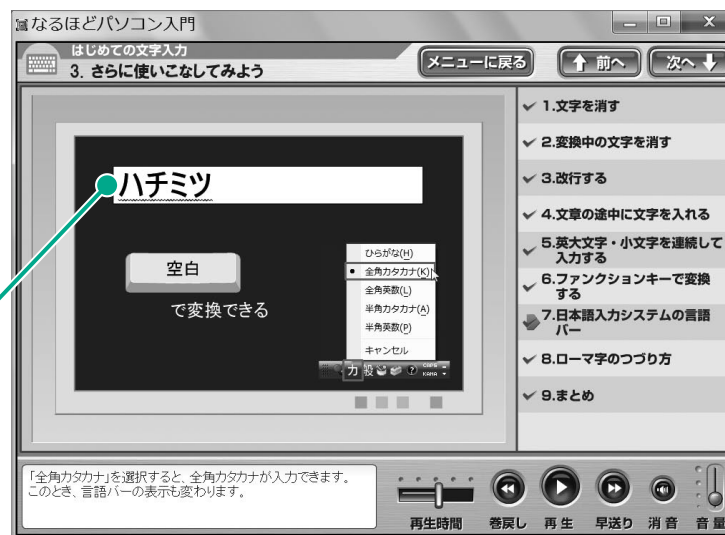 なるほどパソコン入門
はじめての文字入力
3. さらに使いこなしてみよう
メニューに戻る
前へ
次へ
ハチミツ
空白
で変換できる
ひらがな(H)
全角カタカナ(K)
全角英数(L)
半角カタカナ(A)
半角英数(P)
キャンセル
カ 般
CAPS
KANA
1.文字を消す
2.変換中の文字を消す
3.改行する
4.文章の途中に文字を入れる
5.英大文字・小文字を連続して
入力する
6.ファンクションキーで変換
する
7.日本語入力システムの言語
バー
8.ローマ字のつづり方
9.まとめ
「全角カタカナ」を選択すると、全角カタカナが入力できます。
このとき、言語バーの表示も変わります。
再生時間
巻戻し
再生
早送り
消音
音量